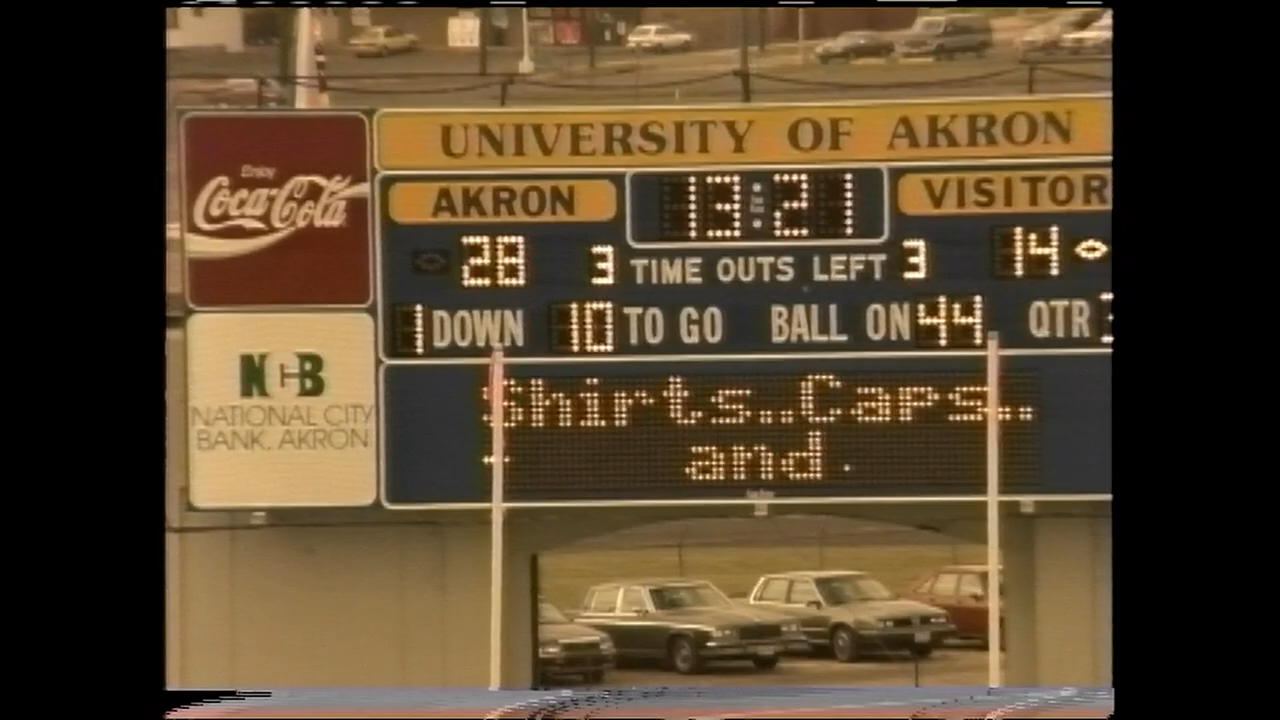 UNIVERSITY OF AKRON
Enjoy
Coca-Cola
AKRON 13:21 VISITOR
28 3 TIME OUTS LEFT 3 14
1 DOWN 10 TO GO BALL ON 44 QTR
NCB
NATIONAL CITY
BANK. AKRON
Shirts...Caps..
and